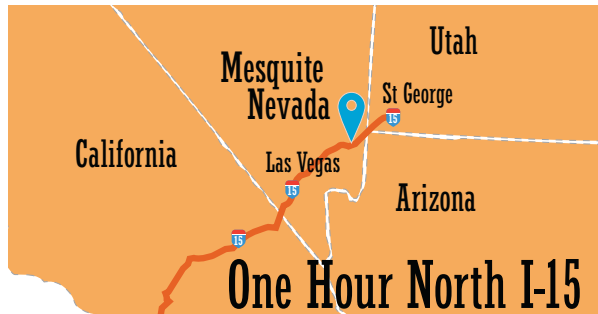 Utah
Mesquite
Nevada
St George
15
California
Las Vegas
15
Arizona
15
One Hour North I-15